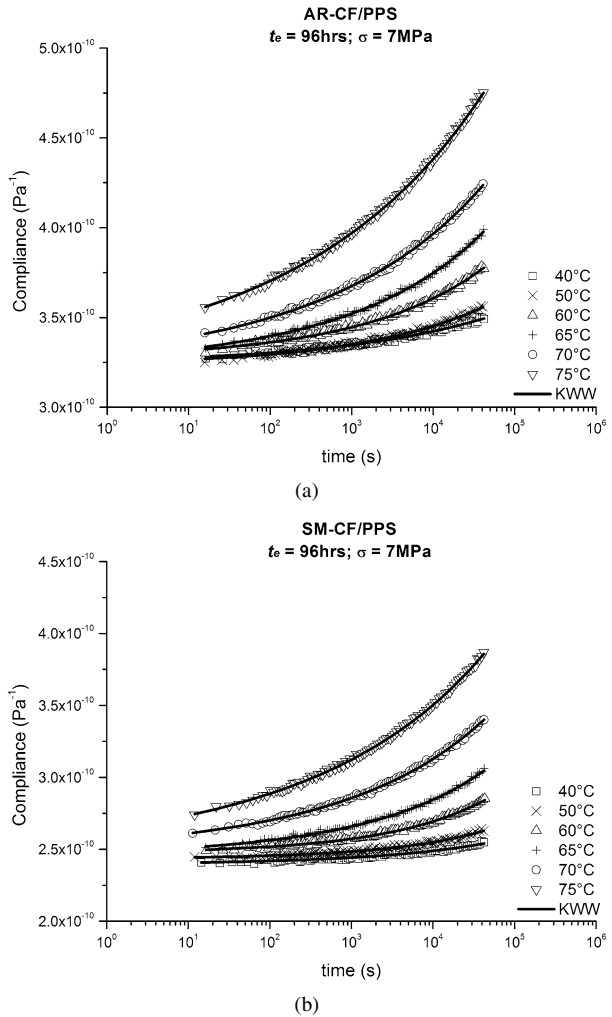 AR-CF/PPS
te = 96hrs; σ = 7MPa
5.0x10⁻¹⁰
4.5x10⁻¹⁰
4.0x10⁻¹⁰
3.5x10⁻¹⁰
3.0x10⁻¹⁰
Compliance (Pa⁻¹)
40°C
50°C
60°C
65°C
70°C
75°C
KWW
10⁰ 10¹ 10² 10³ 10⁴ 10⁵ 10⁶
time (s)
(a)
SM-CF/PPS
te = 96hrs; σ = 7MPa
4.5x10⁻¹⁰
4.0x10⁻¹⁰
3.5x10⁻¹⁰
3.0x10⁻¹⁰
2.5x10⁻¹⁰
2.0x10⁻¹⁰
Compliance (Pa⁻¹)
40°C
50°C
60°C
65°C
70°C
75°C
KWW
10⁰ 10¹ 10² 10³ 10⁴ 10⁵ 10⁶
time (s)
(b)